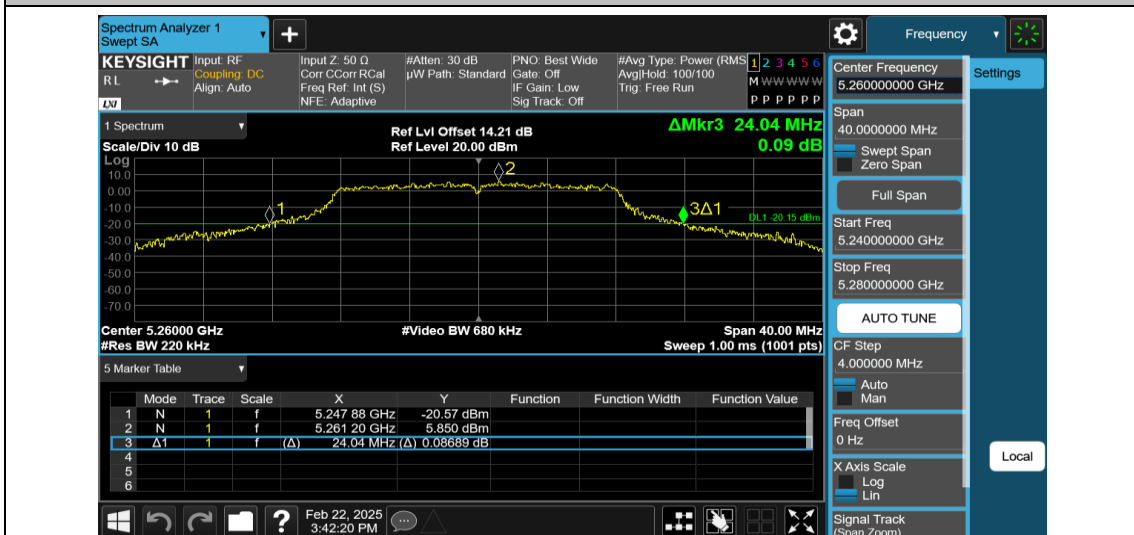 Spectrum Analyzer 1
Swept SA
+
Frequency
KEYSIGHT
R L
LXI
Input: RF
Coupling: DC
Align: Auto
Input Z: 50 Ω
Corr CCorr RCal
Freq Ref: Int (S)
NFE: Adaptive
#Atten: 30 dB
µW Path: Standard
PNO: Best Wide
Gate: Off
IF Gain: Low
Sig Track: Off
#Avg Type: Power (RMS
Avg|Hold: 100/100
Trig: Free Run
1 2 3 4 5 6
M W W W W W
P P P P P P
1 Spectrum
Scale/Div 10 dB
Ref Lvl Offset 14.21 dB
Ref Level 20.00 dBm
ΔMkr3 24.04 MHz
0.09 dB
Log
10.0
0.00
-10.0
-20.0
-30.0
-40.0
-50.0
-60.0
-70.0
1
2
3Δ1
DL1 -20.15 dBm
Center 5.26000 GHz
#Res BW 220 kHz
#Video BW 680 kHz
Span 40.00 MHz
Sweep 1.00 ms (1001 pts)
5 Marker Table
Mode Trace Scale X Y Function Function Width Function Value
1 N 1 f 5.247 88 GHz -20.57 dBm
2 N 1 f 5.261 20 GHz 5.850 dBm
3 Δ1 1 f (Δ) 24.04 MHz (Δ) 0.08689 dB
4
5
6
?
Feb 22, 2025
3:42:20 PM
Center Frequency
5.260000000 GHz
Span
40.0000000 MHz
Swept Span
Zero Span
Full Span
Start Freq
5.240000000 GHz
Stop Freq
5.280000000 GHz
AUTO TUNE
CF Step
4.000000 MHz
Auto
Man
Freq Offset
0 Hz
X Axis Scale
Log
Lin
Signal Track
(Span Zoom)
Settings
Local